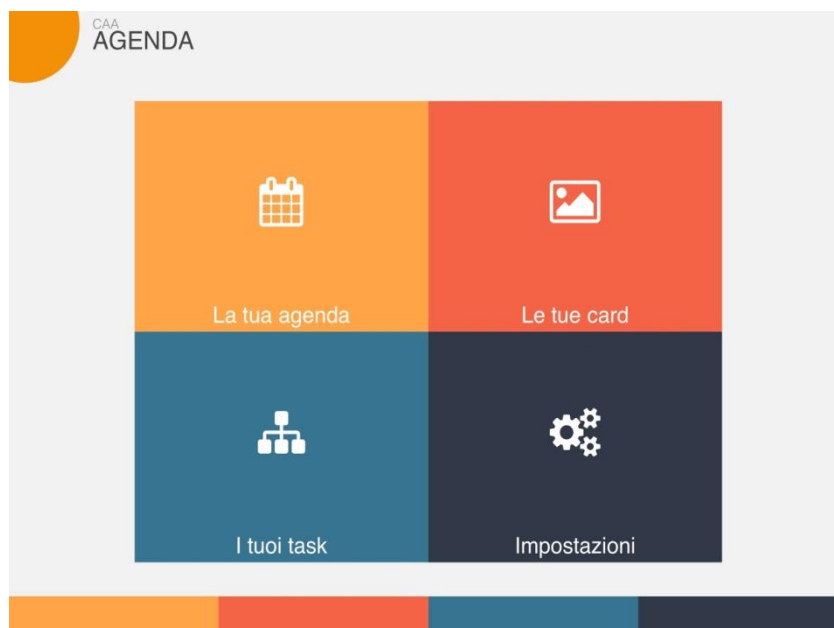 CAA
AGENDA
La tua agenda
Le tue card
I tuoi task
Impostazioni